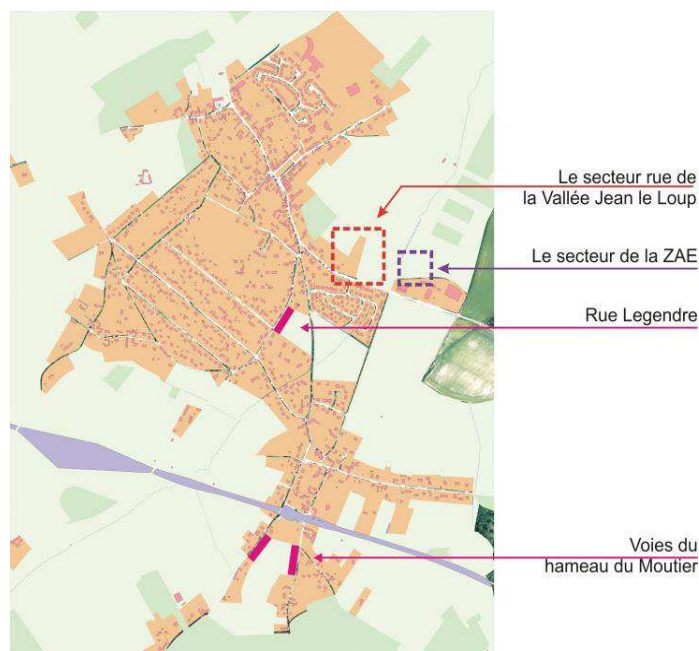 Le secteur rue de
la Vallée Jean le Loup
Le secteur de la ZAE
Rue Legendre
Voies du
hameau du Moutier